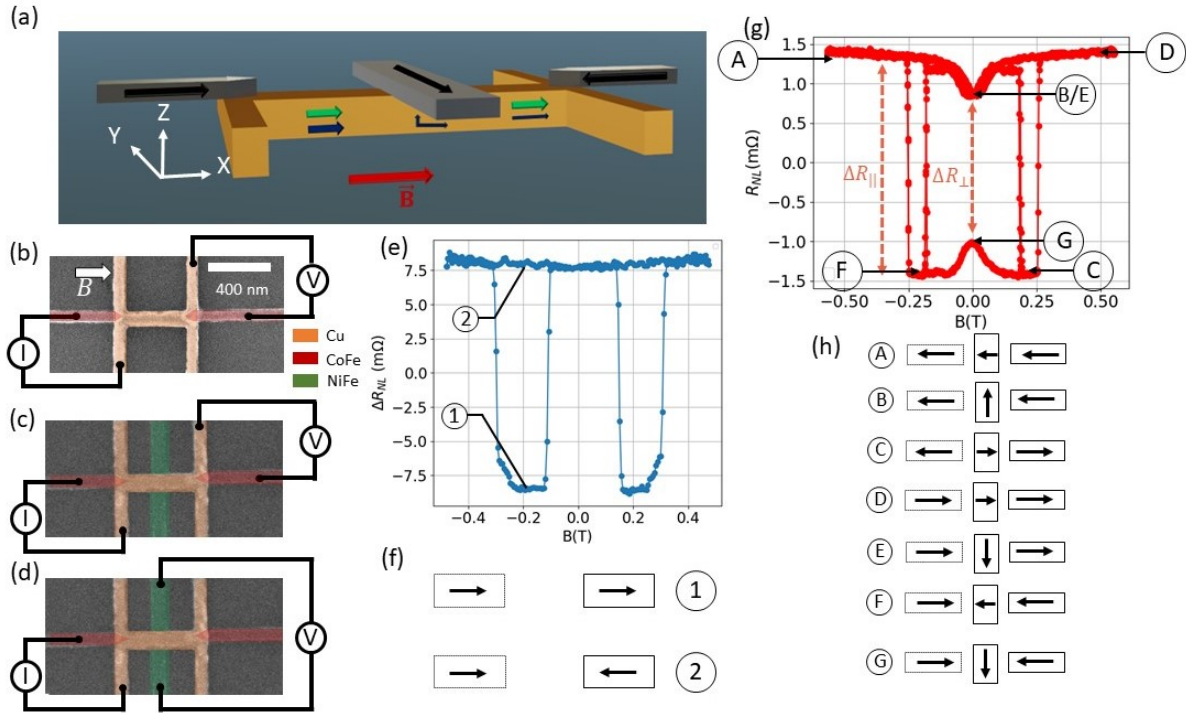 (a)
Z
Y
X
B
(b)
B
400 nm
V
I
Cu
CoFe
NiFe
(c)
V
I
(d)
V
I
(e)
7.5
5.0
2.5
0.0
−2.5
−5.0
−7.5
ΔR_NL (mΩ)
2
1
−0.4 −0.2 0.0 0.2 0.4
B(T)
(f)
1
2
(g)
1.5
1.0
0.5
0.0
−0.5
−1.0
−1.5
R_NL(mΩ)
A
D
B/E
ΔR_||
ΔR_⊥
G
F
C
−0.50 −0.25 0.00 0.25 0.50
B(T)
(h)
A
B
C
D
E
F
G